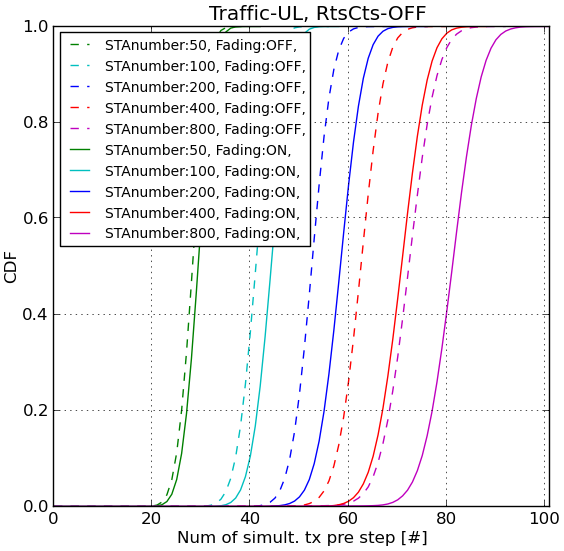 Traffic-UL, RtsCts-OFF
STAnumber:50, Fading:OFF,
STAnumber:100, Fading:OFF,
STAnumber:200, Fading:OFF,
STAnumber:400, Fading:OFF,
STAnumber:800, Fading:OFF,
STAnumber:50, Fading:ON,
STAnumber:100, Fading:ON,
STAnumber:200, Fading:ON,
STAnumber:400, Fading:ON,
STAnumber:800, Fading:ON,
1.0
0.8
0.6
0.4
0.2
0.0
CDF
0 20 40 60 80 100
Num of simult. tx pre step [#]